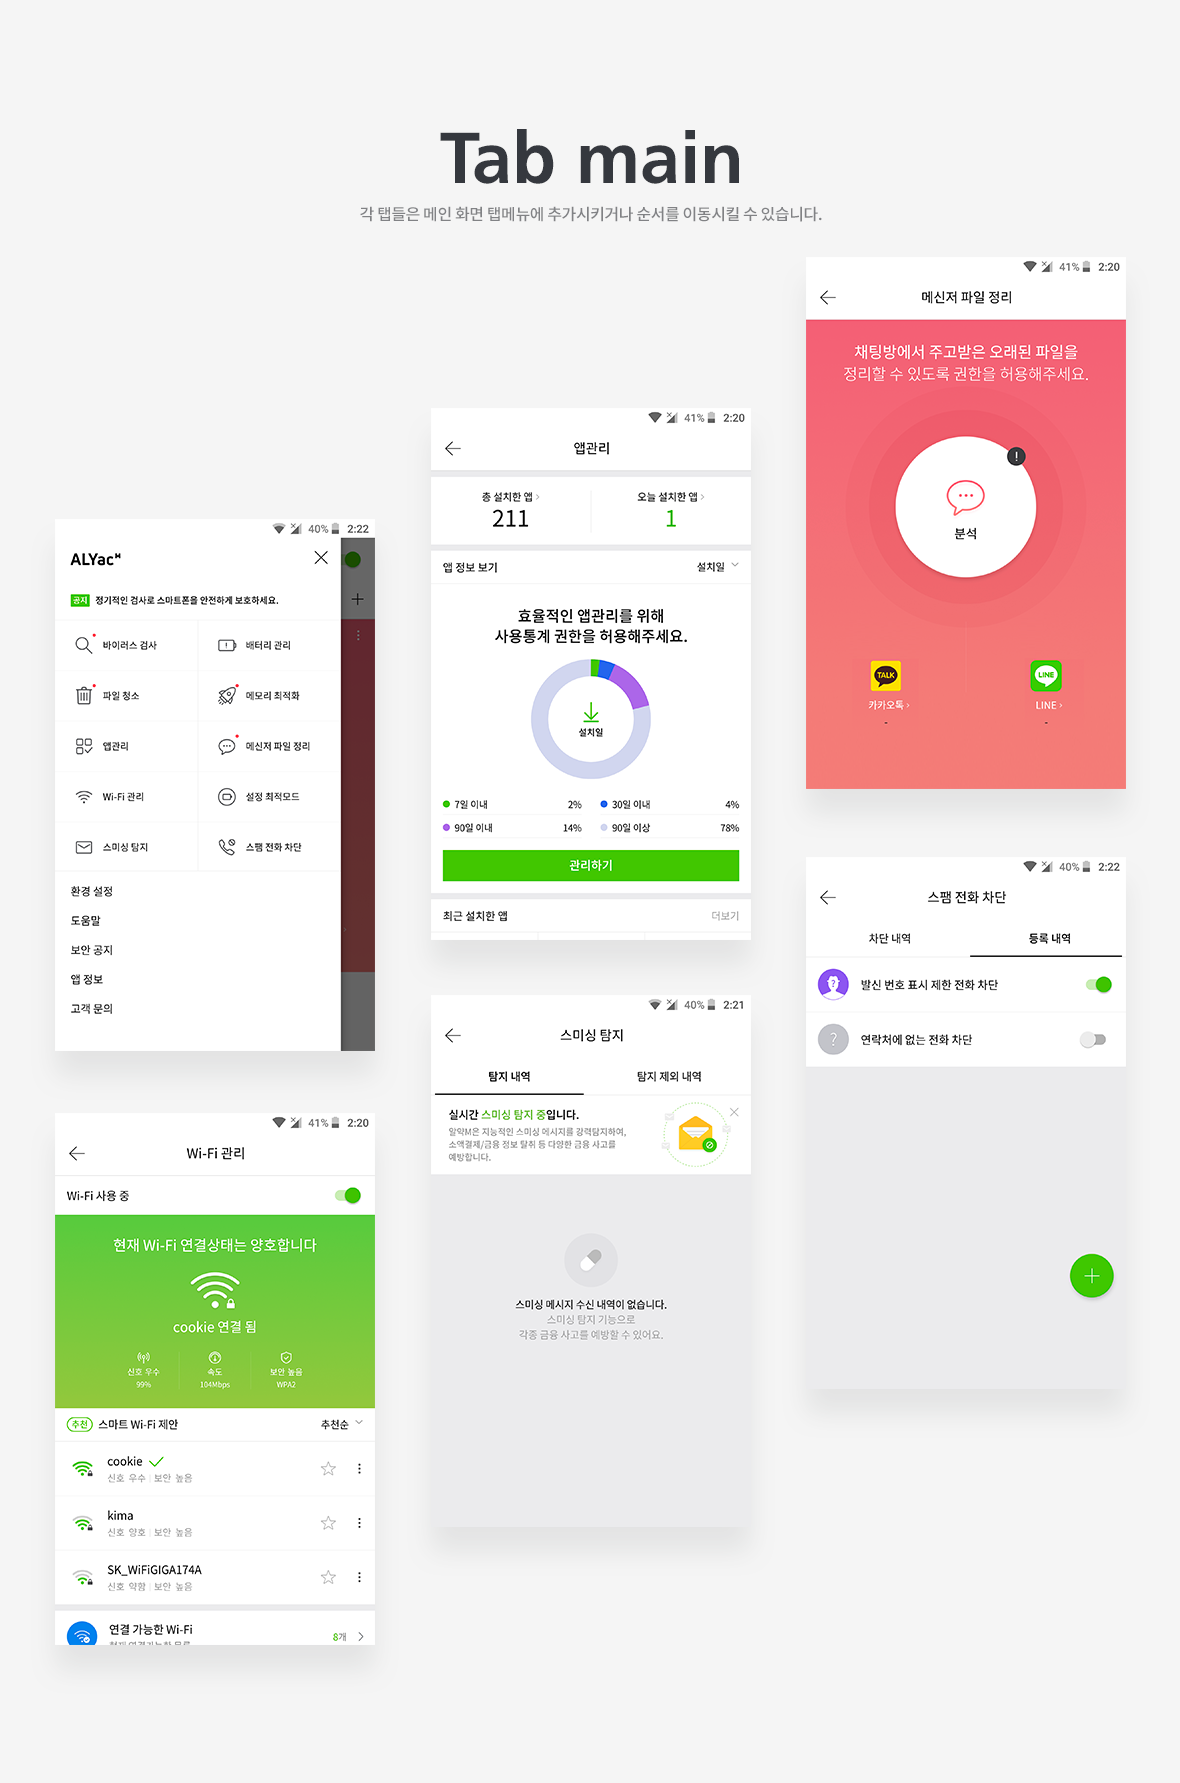 Tab main
각 탭들은 메인 화면 탭메뉴에 추가시키거나 순서를 이동시킬 수 있습니다.
40% 2:22
ALYac M
공지 정기적인 검사로 스마트폰을 안전하게 보호하세요.
바이러스 검사 배터리 관리
파일 청소 메모리 최적화
앱관리 메신저 파일 정리
Wi-Fi 관리 설정 최적모드
스미싱 탐지 스팸 전화 차단
환경 설정
도움말
보안 공지
앱 정보
고객 문의
41% 2:20
Wi-Fi 관리
Wi-Fi 사용 중
현재 Wi-Fi 연결상태는 양호합니다
cookie 연결 됨
신호 우수 속도 보안 높음
99% 104Mbps WPA2
추천 스마트 Wi-Fi 제안 추천순
cookie
신호 우수 | 보안 높음
kima
신호 양호 | 보안 높음
SK_WiFiGIGA174A
신호 약함 | 보안 높음
연결 가능한 Wi-Fi 8개
현재 연결가능한 목록
41% 2:20
앱관리
총 설치한 앱 > 오늘 설치한 앱 >
211 1
앱 정보 보기 설치일
효율적인 앱관리를 위해
사용통계 권한을 허용해주세요.
설치일
7일 이내 2% 30일 이내 4%
90일 이내 14% 90일 이상 78%
관리하기
최근 설치한 앱 더보기
40% 2:21
스미싱 탐지
탐지 내역 탐지 제외 내역
실시간 스미싱 탐지 중입니다.
알약M은 지능적인 스미싱 메시지를 강력탐지하여,
소액결제/금융 정보 탈취 등 다양한 금융 사고를
예방합니다.
스미싱 메시지 수신 내역이 없습니다.
스미싱 탐지 기능으로
각종 금융 사고를 예방할 수 있어요.
41% 2:20
메신저 파일 정리
채팅방에서 주고받은 오래된 파일을
정리할 수 있도록 권한을 허용해주세요.
!
분석
TALK LINE
카카오톡 > LINE >
- -
40% 2:22
스팸 전화 차단
차단 내역 등록 내역
? 발신 번호 표시 제한 전화 차단
? 연락처에 없는 전화 차단